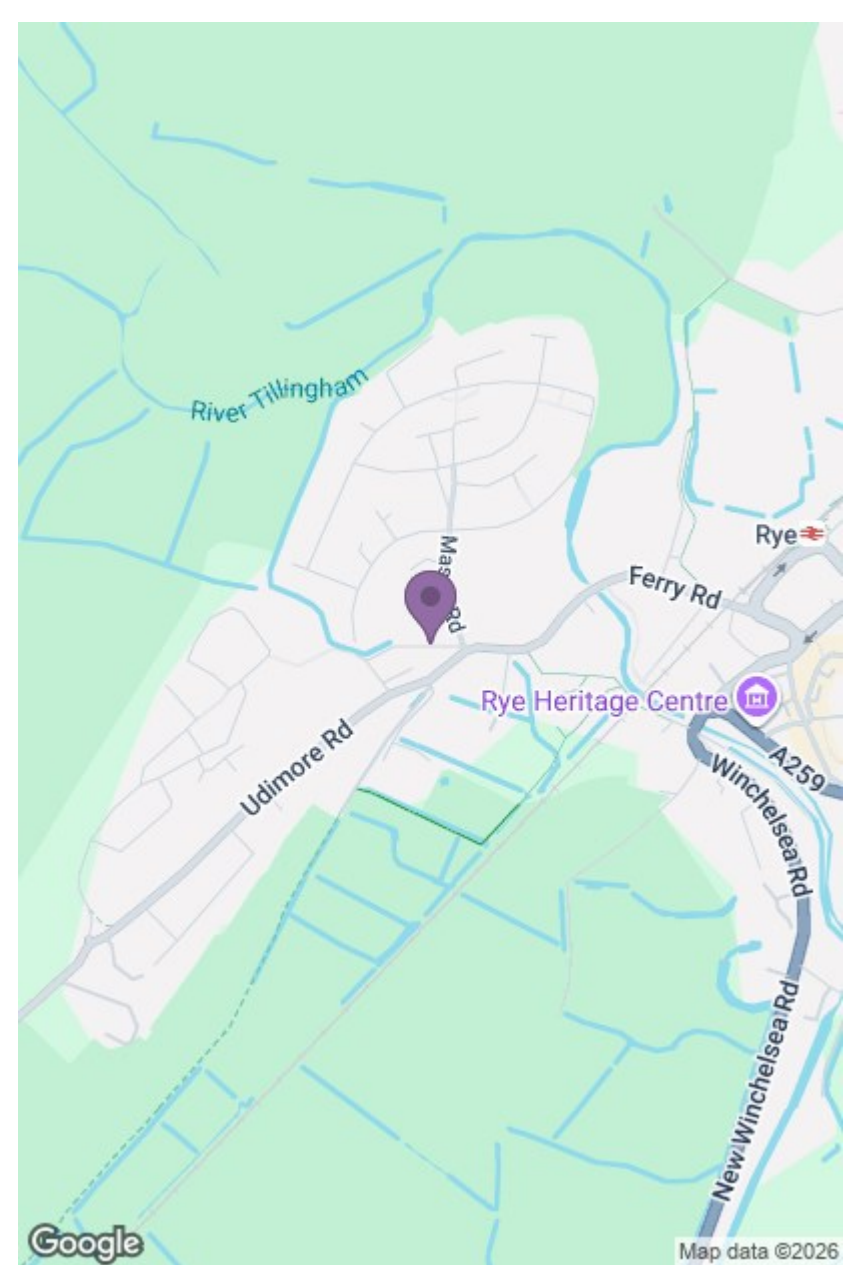 River Tillingham
Rye
Ferry Rd
Rd
Rye Heritage Centre
Udimore Rd
A259
Winchelsea Rd
New Winchelsea Rd
Google
Map data ©2026